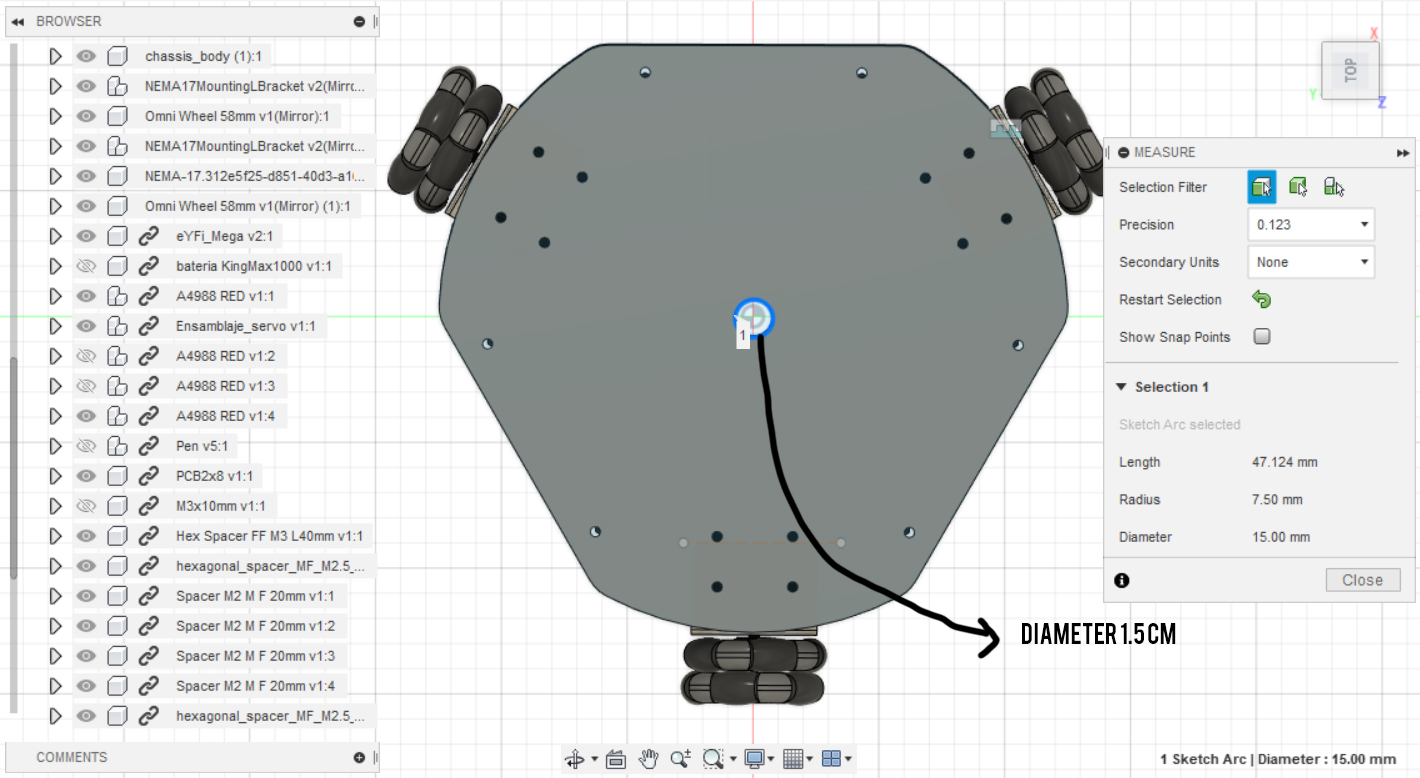 BROWSER
chassis_body (1):1
NEMA17MountingLBracket v2(Mirrc...
Omni Wheel 58mm v1(Mirror):1
NEMA17MountingLBracket v2(Mirrc...
NEMA-17.312e5f25-d851-40d3-a1(...
Omni Wheel 58mm v1(Mirror) (1):1
eYFi_Mega v2:1
bateria KingMax1000 v1:1
A4988 RED v1:1
Ensamblaje_servo v1:1
A4988 RED v1:2
A4988 RED v1:3
A4988 RED v1:4
Pen v5:1
PCB2x8 v1:1
M3x10mm v1:1
Hex Spacer FF M3 L40mm v1:1
hexagonal_spacer_MF_M2.5_...
Spacer M2 M F 20mm v1:1
Spacer M2 M F 20mm v1:2
Spacer M2 M F 20mm v1:3
Spacer M2 M F 20mm v1:4
hexagonal_spacer_MF_M2.5_...
COMMENTS
1
DIAMETER 1.5 CM
X
TOP
Y
Z
MEASURE
Selection Filter
Precision 0.123
Secondary Units None
Restart Selection
Show Snap Points
Selection 1
Sketch Arc selected
Length 47.124 mm
Radius 7.50 mm
Diameter 15.00 mm
Close
1 Sketch Arc | Diameter : 15.00 mm